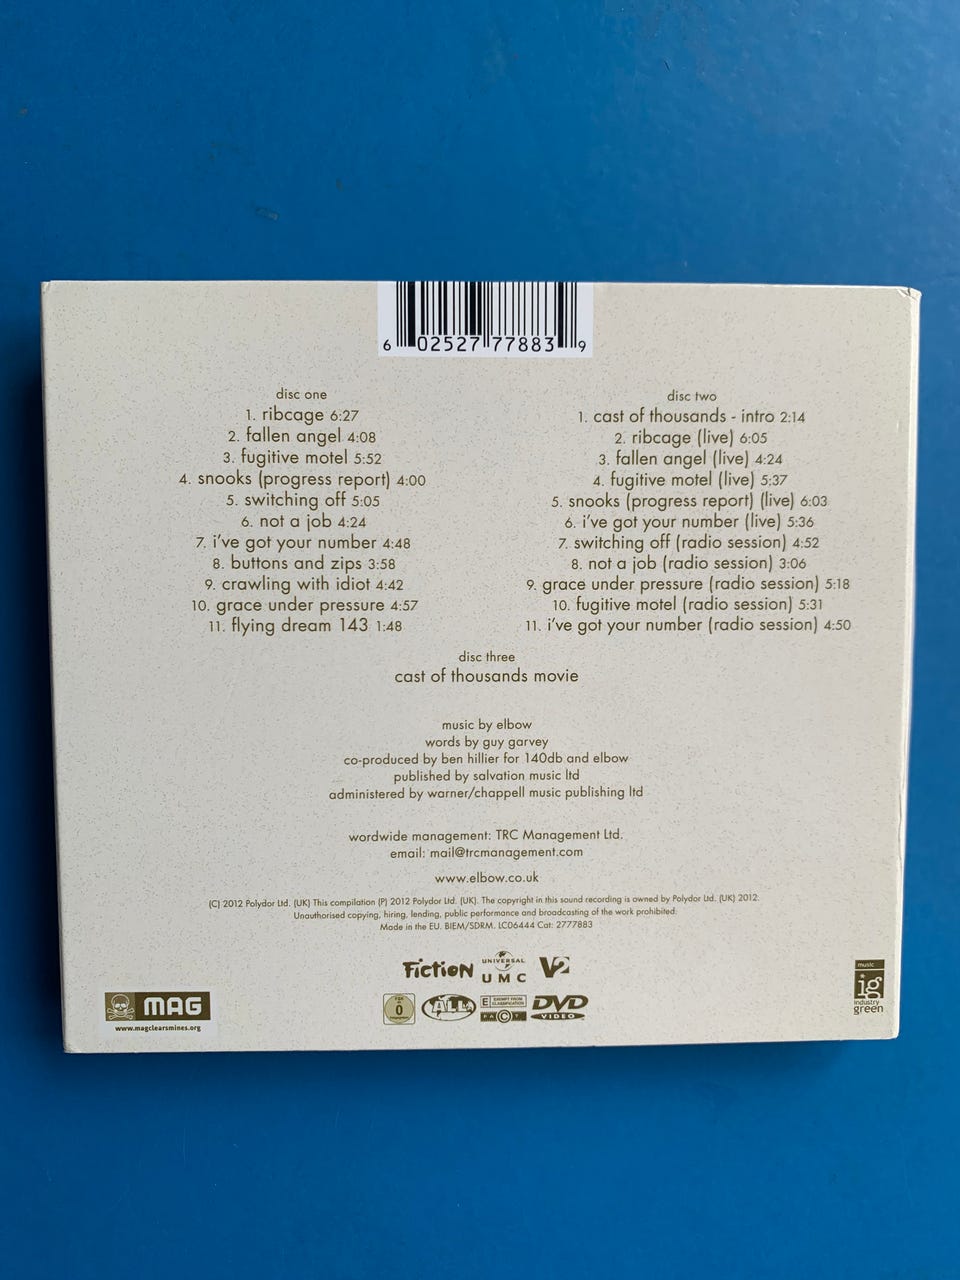 6 02527 77883 9
disc one
1. ribcage 6:27
2. fallen angel 4:08
3. fugitive motel 5:52
4. snooks (progress report) 4:00
5. switching off 5:05
6. not a job 4:24
7. i've got your number 4:48
8. buttons and zips 3:58
9. crawling with idiot 4:42
10. grace under pressure 4:57
11. flying dream 143 1:48
disc two
1. cast of thousands - intro 2:14
2. ribcage (live) 6:05
3. fallen angel (live) 4:24
4. fugitive motel (live) 5:37
5. snooks (progress report) (live) 6:03
6. i've got your number (live) 5:36
7. switching off (radio session) 4:52
8. not a job (radio session) 3:06
9. grace under pressure (radio session) 5:18
10. fugitive motel (radio session) 5:31
11. i've got your number (radio session) 4:50
disc three
cast of thousands movie
music by elbow
words by guy garvey
co-produced by ben hillier for 140db and elbow
published by salvation music ltd
administered by warner/chappell music publishing ltd
wordwide management: TRC Management Ltd.
email: mail@trcmanagement.com
www.elbow.co.uk
(C) 2012 Polydor Ltd. (UK) This compilation (P) 2012 Polydor Ltd. (UK). The copyright in this sound recording is owned by Polydor Ltd. (UK) 2012.
Unauthorised copying, hiring, lending, public performance and broadcasting of the work prohibited.
Made in the EU. BIEM/SDRM. LC06444 Cat: 2777883
Fiction
UNIVERSAL
UMC
V2
MAG
www.magclearsmines.org
0
ALL
E EXEMPT FROM CLASSIFICATION
PACT
DVD
VIDEO
music
ig
industry
green